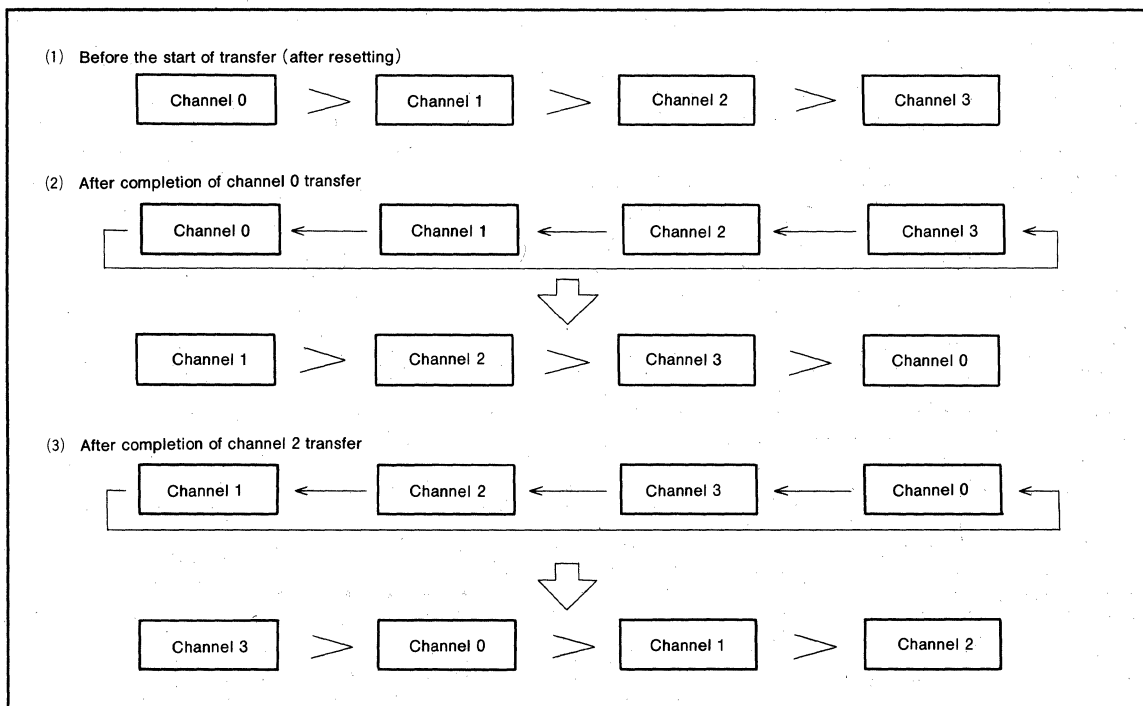 (1) Before the start of transfer (after resetting)
Channel 0 > Channel 1 > Channel 2 > Channel 3
(2) After completion of channel 0 transfer
Channel 0 ← Channel 1 ← Channel 2 ← Channel 3
Channel 1 > Channel 2 > Channel 3 > Channel 0
(3) After completion of channel 2 transfer
Channel 1 ← Channel 2 ← Channel 3 ← Channel 0
Channel 3 > Channel 0 > Channel 1 > Channel 2